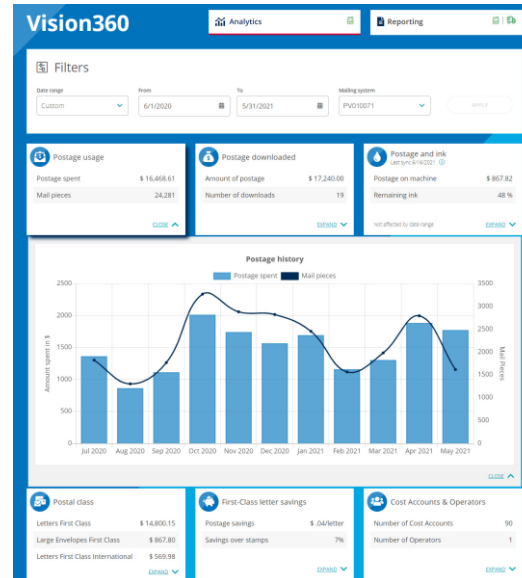 Vision360
Analytics
Reporting
Filters
Date range
From
To
Mailing system
Custom
6/1/2020
5/31/2021
PV010071
APPLY
Postage usage
Postage spent $ 16,468.61
Mail pieces 24,281
CLOSE
Postage downloaded
Amount of postage $ 17,240.00
Number of downloads 19
EXPAND
Postage and ink
Last sync 6/14/2021
Postage on machine $ 867.82
Remaining ink 48 %
Not affected by date range
EXPAND
Postage history
Postage spent Mail pieces
Amount spent in $
2500
2000
1500
1000
500
0
3500
3000
2500
2000
1500
1000
500
0
Mail Pieces
Jul 2020 Aug 2020 Sep 2020 Oct 2020 Nov 2020 Dec 2020 Jan 2021 Feb 2021 Mar 2021 Apr 2021 May 2021
CLOSE
Postal class
Letters First Class $ 14,800.15
Large Envelopes First Class $ 867.80
Letters First Class International $ 569.98
EXPAND
First-Class letter savings
Postage savings $ .04/letter
Savings over stamps 7%
EXPAND
Cost Accounts & Operators
Number of Cost Accounts 90
Number of Operators 1
EXPAND